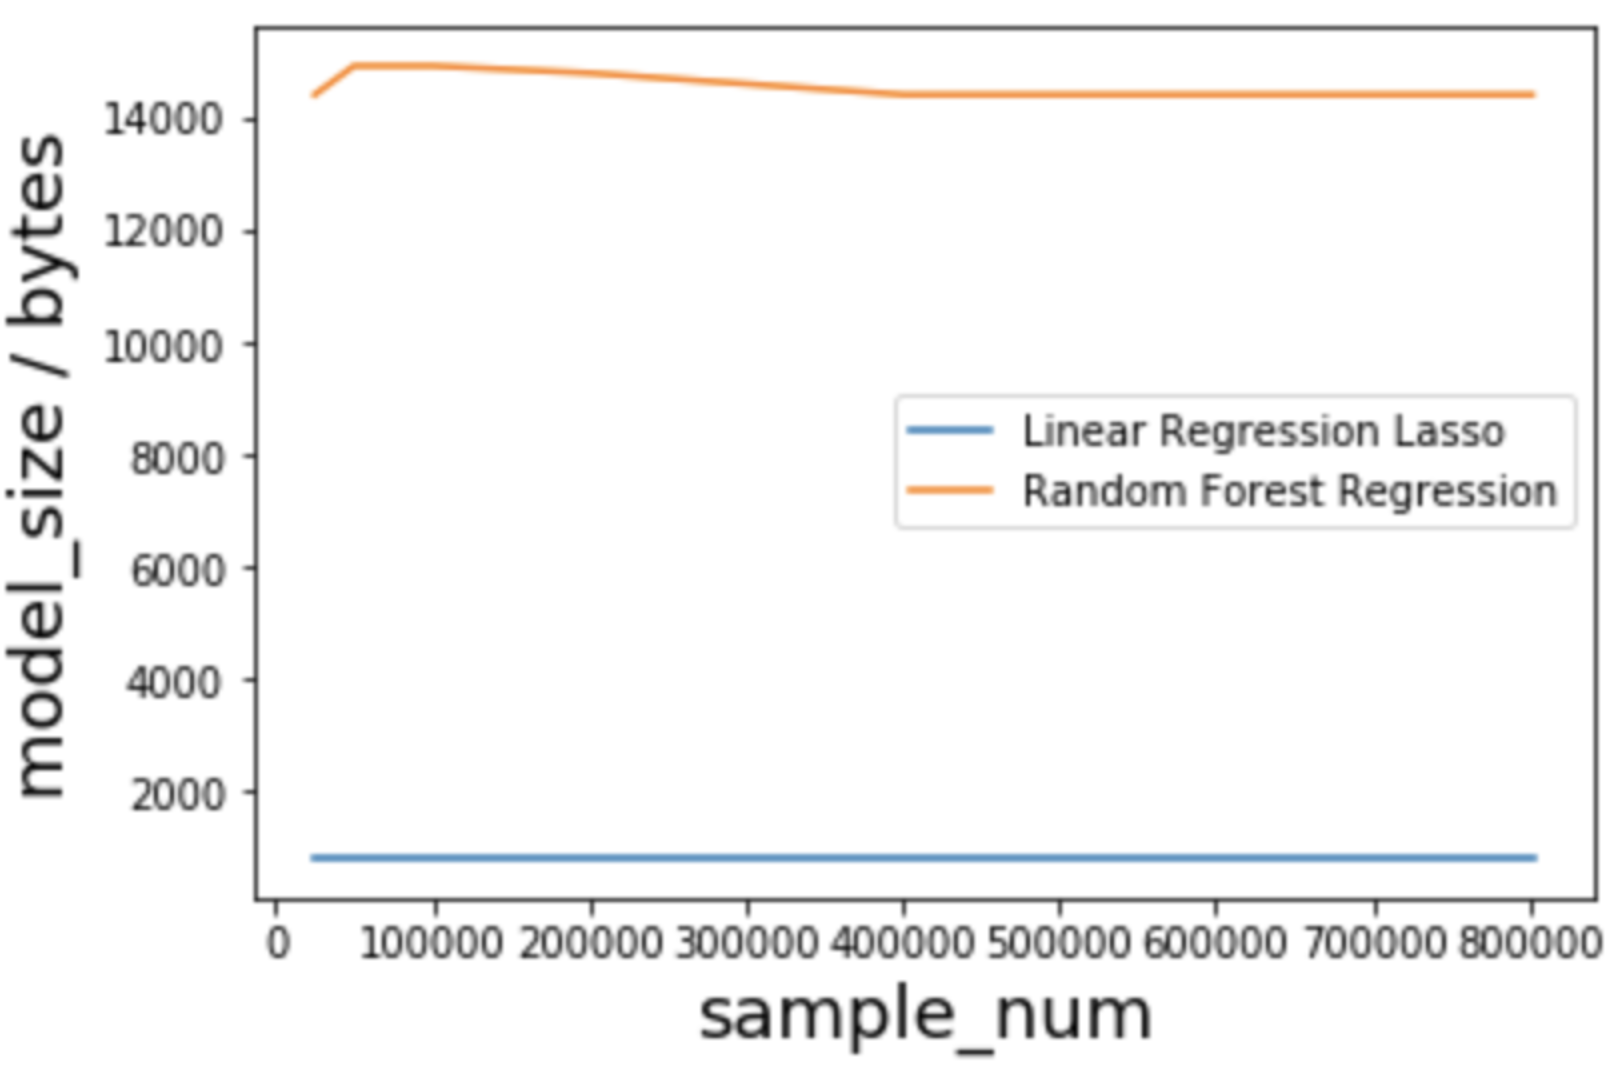 model_size / bytes
14000
12000
10000
8000
6000
4000
2000
Linear Regression Lasso
Random Forest Regression
0 100000 200000 300000 400000 500000 600000 700000 800000
sample_num